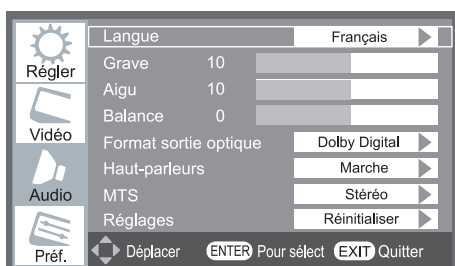 Régler
Vidéo
Audio
Préf.
Langue Français
Grave 10
Aigu 10
Balance 0
Format sortie optique Dolby Digital
Haut-parleurs Marche
MTS Stéréo
Réglages Réinitialiser
Déplacer ENTER Pour sélect EXIT Quitter